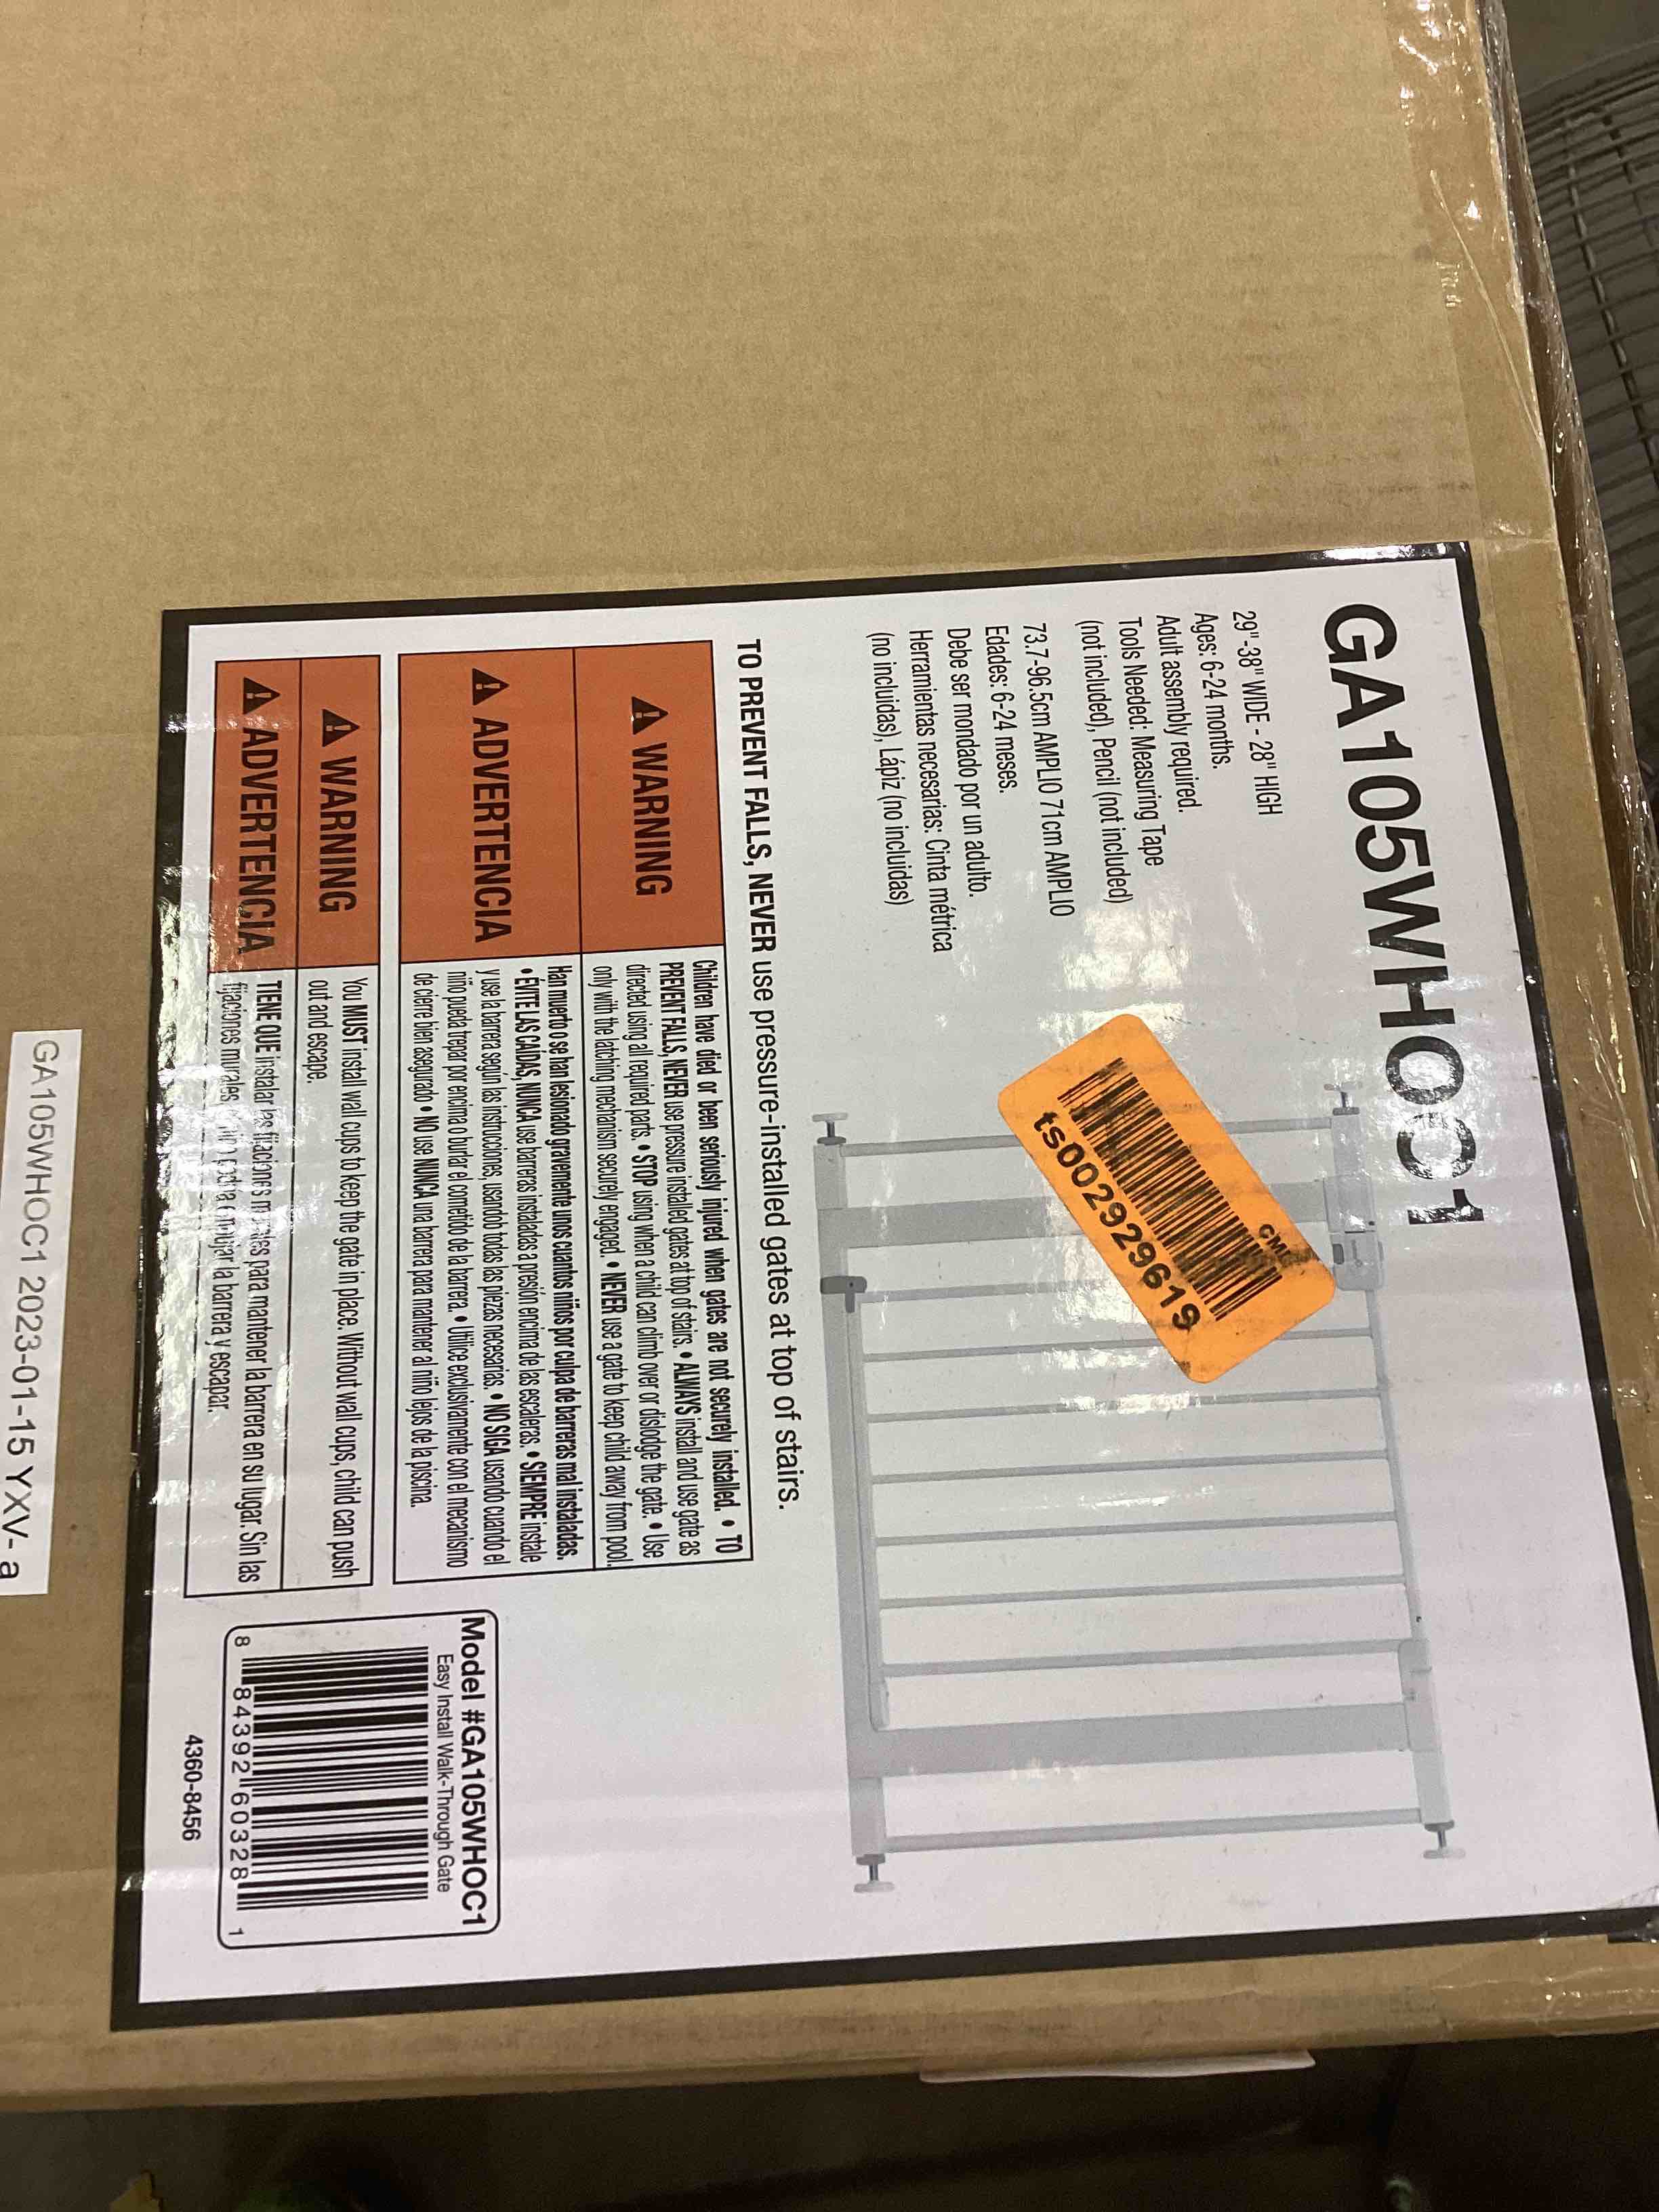 GA105WHOC1
29"-38" WIDE - 28" HIGH
Ages: 6-24 months.
Adult assembly required.
Tools Needed: Measuring Tape
(not included), Pencil (not included)
73.7-96.5cm AMPLIO 71cm AMPLIO
Edades: 6-24 meses.
Debe ser mondado por un adulto.
Herramientas necesarias: Cinta métrica
(no incluidas), Lápiz (no incluidas)
ts0029299619
TO PREVENT FALLS, NEVER use pressure-installed gates at top of stairs.
WARNING
Children have died or been seriously injured when gates are not securely installed. • TO
PREVENT FALLS, NEVER use pressure installed gates at top of stairs. • ALWAYS install and use gate as
directed using all required parts. • STOP using when a child can climb over or dislodge the gate. • Use
only with the latching mechanism securely engaged. • NEVER use a gate to keep child away from pool.
ADVERTENCIA
Han muerto o se han lesionado gravemente unos cuantos niños por culpa de barreras mal instaladas.
• ÉVITE LAS CAÍDAS, NUNCA use barreras instaladas a presión encima de las escaleras. • SIEMPRE instale
y use la barrera según las instrucciones, usandob todas las piezas necesarias. • NO SIGA usando cuando el
niño pueda trepar por encima o burlar el cometido de la barrera. • Utilice exclusivamente con el mecanismo
de cierre bien asegurado • NO use NUNCA una barrera para mantener al niño lejos de la piscina.
WARNING
You MUST install wall cups to keep the gate in place. Without wall cups, child can push
out and escape.
ADVERTENCIA
TIENE QUE instalar las fijaciones murales para mantener la barrera en su lugar. Sin las
fijaciones murales, empujar la barrera y escapar.
Model #GA105WHOC1
Easy Install Walk-Through Gate
8 84392 60328 1
4360-8456
GA105WHOC1 2023-01-15 YXV- a